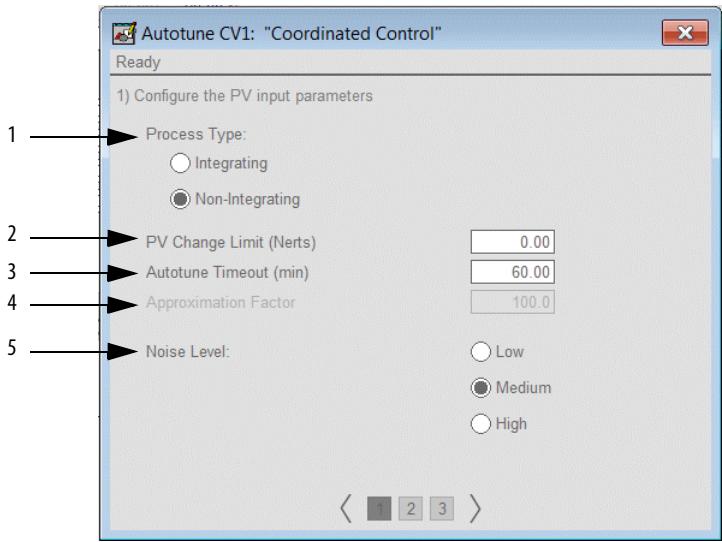 Autotune CV1: "Coordinated Control"
Ready
1) Configure the PV input parameters
1 Process Type:
Integrating
Non-Integrating
2 PV Change Limit (Nerts) 0.00
3 Autotune Timeout (min) 60.00
4 Approximation Factor 100.0
5 Noise Level: Low
Medium
High
1 2 3